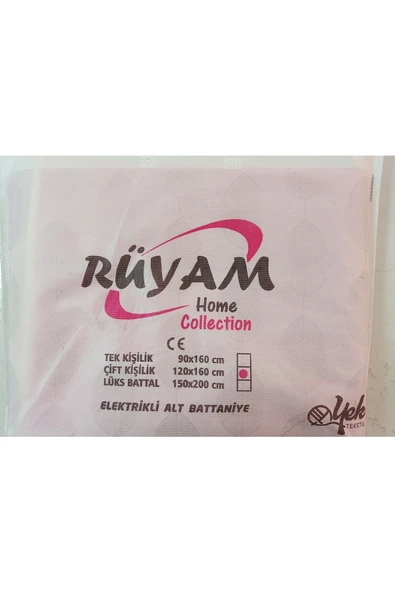 RÜYAM
Home
Collection
CE
TEK KİŞİLİK 90x160 cm
ÇİFT KİŞİLİK 120x160 cm
LÜKS BATTAL 150x200 cm
ELEKTRİKLİ ALT BATTANİYE